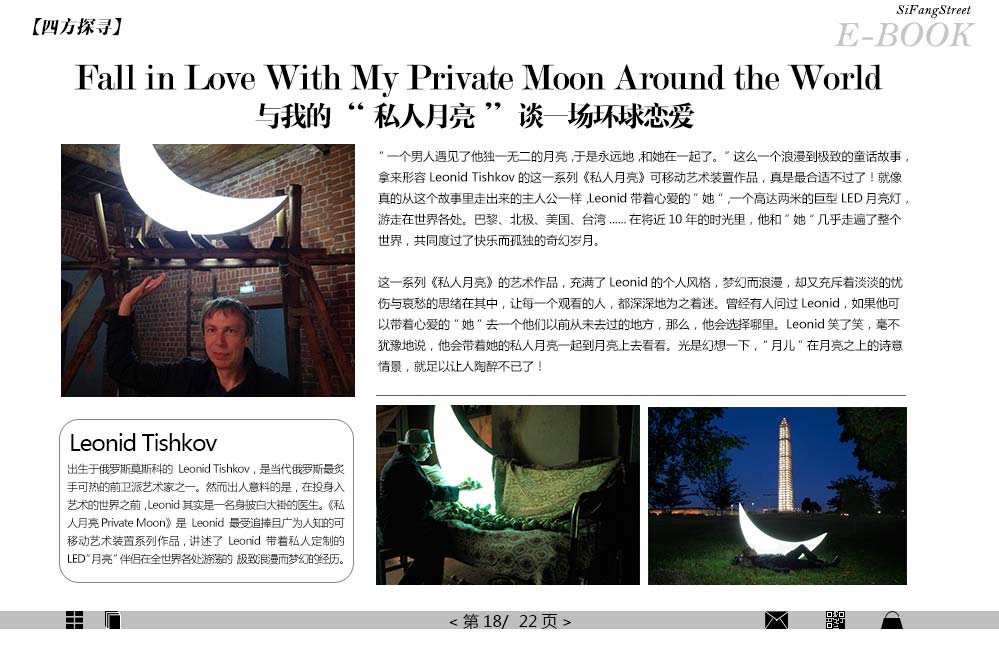 【四方探寻】
SiFangStreet
E-BOOK
Fall in Love With My Private Moon Around the World
与我的 “ 私人月亮 ” 谈一场环球恋爱
“ 一个男人遇见了他独一无二的月亮 ,于是永远地 ,和她在一起了。“ 这么一个浪漫到极致的童话故事，
拿来形容 Leonid Tishkov 的这一系列《私人月亮》可移动艺术装置作品，真是最合适不过了！就像
真的从这个故事里走出来的主人公一样 ,Leonid 带着心爱的 “ 她 “ ,一个高达两米的巨型 LED 月亮灯，
游走在世界各处。巴黎、北极、美国、台湾 ...... 在将近 10 年的时光里，他和 “ 她 “ 几乎走遍了整个
世界，共同度过了快乐而孤独的奇幻岁月。
这一系列《私人月亮》的艺术作品，充满了 Leonid 的个人风格，梦幻而浪漫，却又充斥着淡淡的忧
伤与哀愁的思绪在其中，让每一个观看的人，都深深地为之着迷。曾经有人问过 Leonid，如果他可
以带着心爱的 “ 她 “ 去一个他们以前从未去过的地方，那么，他会选择哪里。Leonid 笑了笑，毫不
犹豫地说，他会带着她的私人月亮一起到月亮上去看看。光是幻想一下，“ 月儿 “ 在月亮之上的诗意
情景，就足以让人陶醉不已了！
Leonid Tishkov
出生于俄罗斯莫斯科的 Leonid Tishkov，是当代俄罗斯最炙
手可热的前卫派艺术家之一。然而出人意料的是，在投身入
艺术的世界之前 ,Leonid 其实是一名身披白大褂的医生。《私
人月亮 Private Moon》是 Leonid 最受追捧且广为人知的可
移动艺术装置系列作品，讲述了 Leonid 带着私人定制的
LED“月亮” 伴侣在全世界各处游荡的 极致浪漫而梦幻的经历。
< 第 18/ 22 页 >